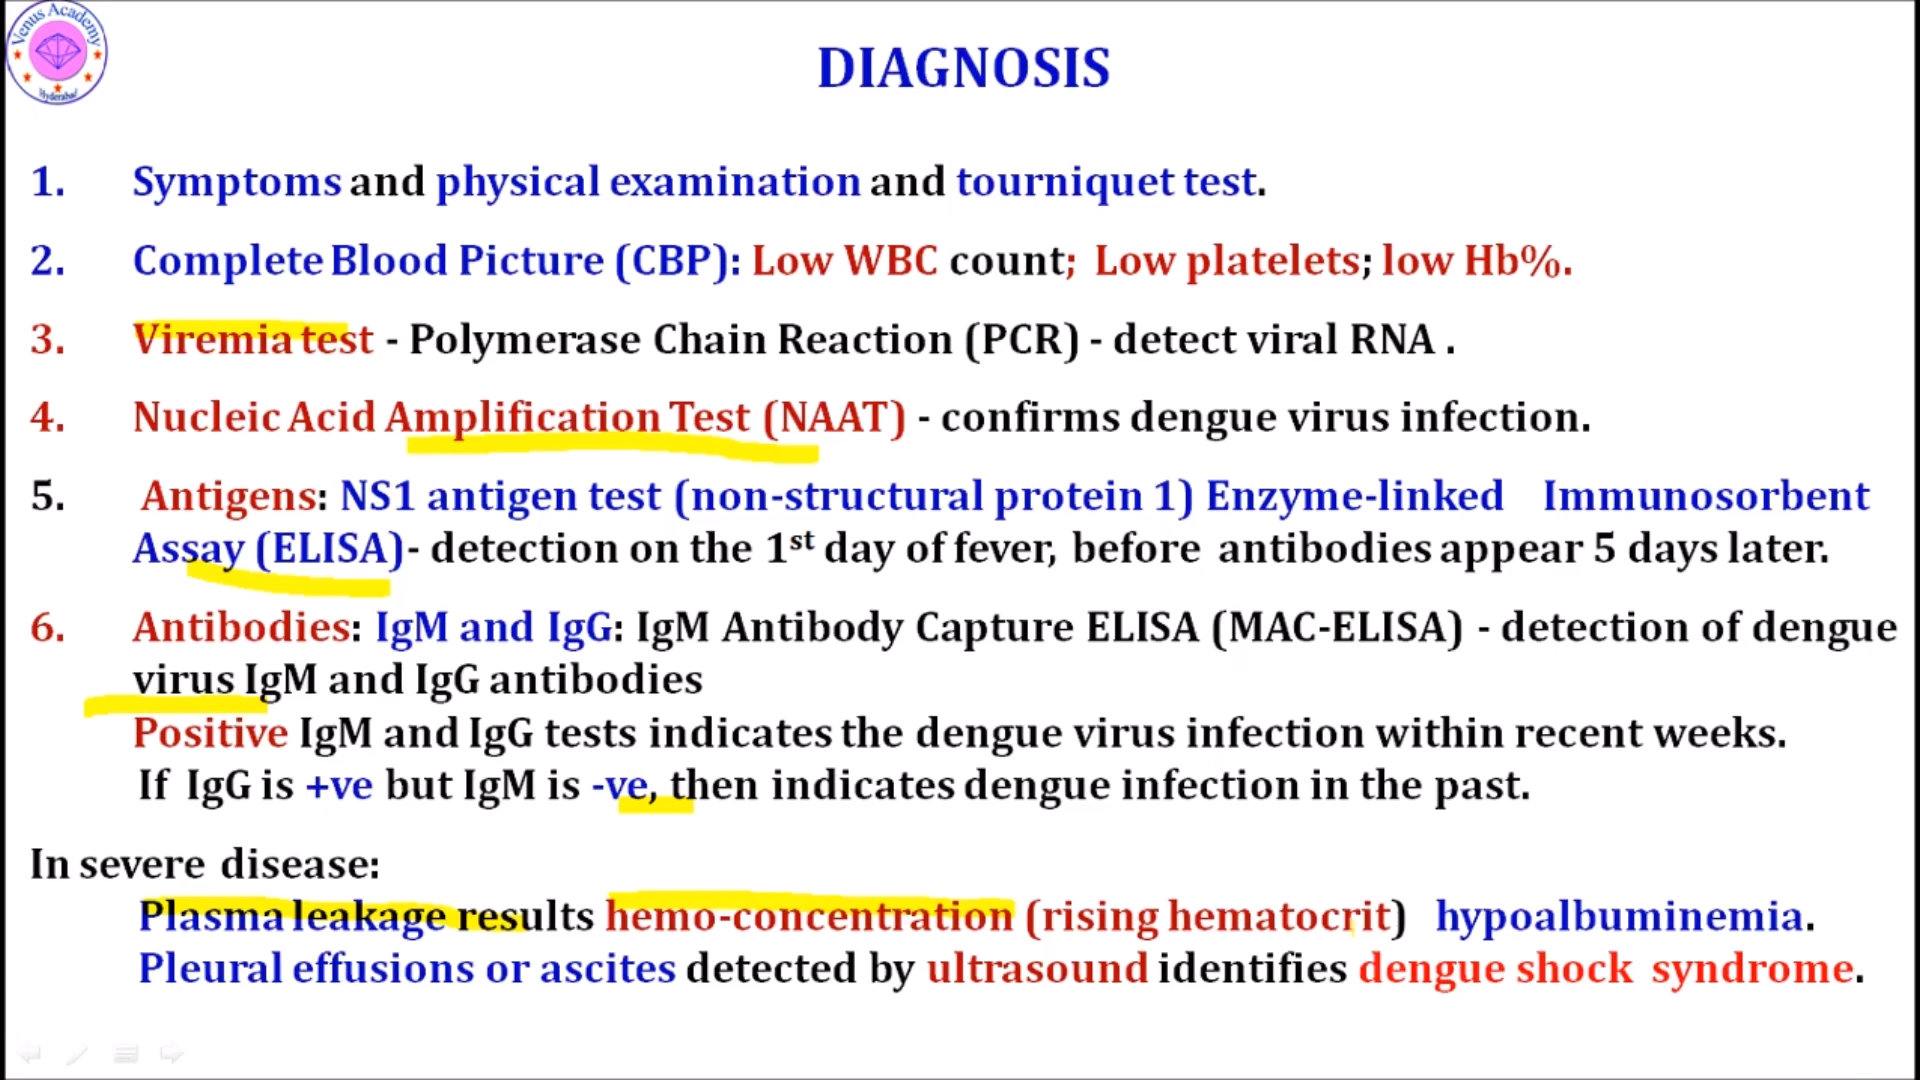 Venus Academy
Hyderabad
DIAGNOSIS
1. Symptoms and physical examination and tourniquet test.
2. Complete Blood Picture (CBP): Low WBC count; Low platelets; low Hb%.
3. Viremia test - Polymerase Chain Reaction (PCR) - detect viral RNA .
4. Nucleic Acid Amplification Test (NAAT) - confirms dengue virus infection.
5. Antigens: NS1 antigen test (non-structural protein 1) Enzyme-linked Immunosorbent
Assay (ELISA)- detection on the 1st day of fever, before antibodies appear 5 days later.
6. Antibodies: IgM and IgG: IgM Antibody Capture ELISA (MAC-ELISA) - detection of dengue
virus IgM and IgG antibodies
Positive IgM and IgG tests indicates the dengue virus infection within recent weeks.
If IgG is +ve but IgM is -ve, then indicates dengue infection in the past.
In severe disease:
Plasma leakage results hemo-concentration (rising hematocrit) hypoalbuminemia.
Pleural effusions or ascites detected by ultrasound identifies dengue shock syndrome.